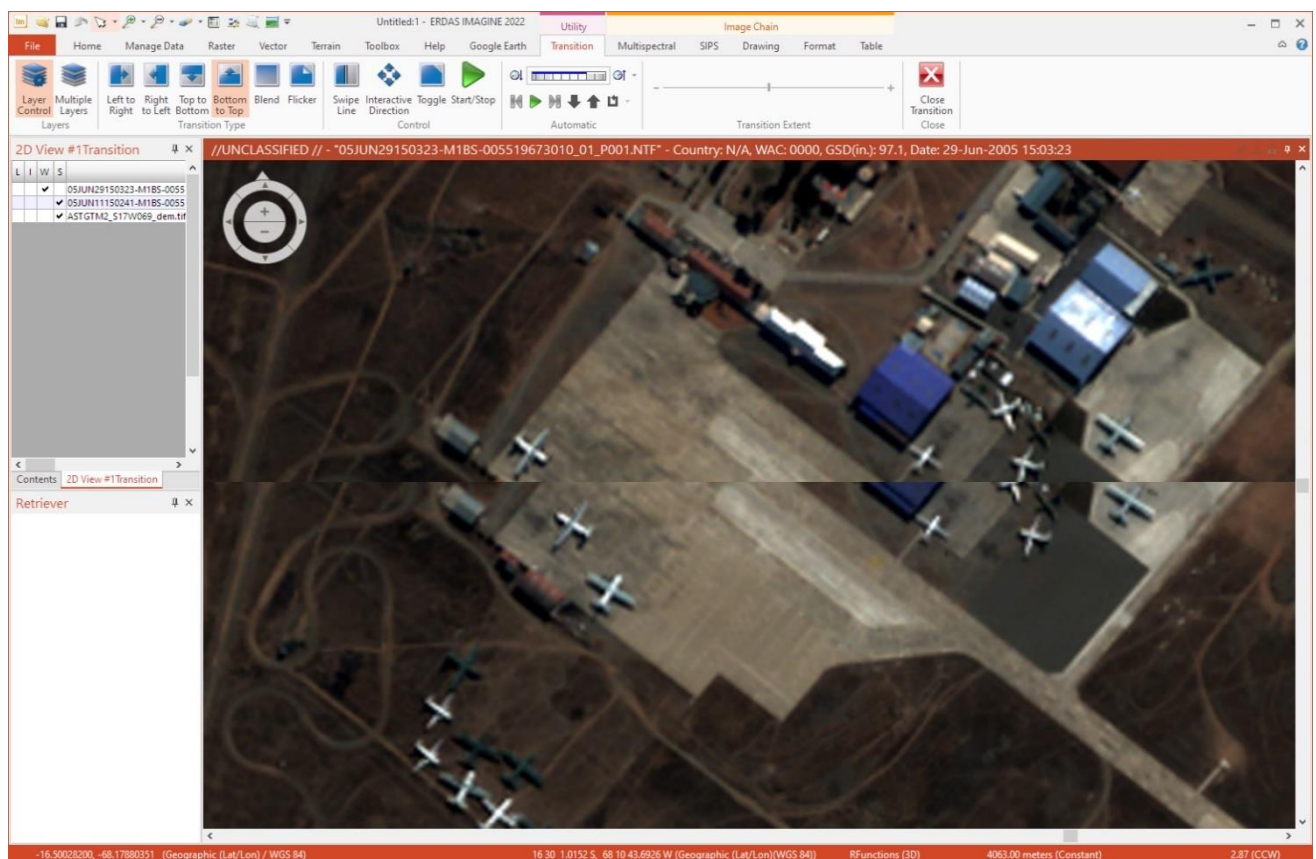 Untitled:1 - ERDAS IMAGINE 2022
Utility
Image Chain
File Home Manage Data Raster Vector Terrain Toolbox Help Google Earth Transition Multispectral SIPS Drawing Format Table
Layer Control
Multiple Layers
Left to Right
Right to Left
Top to Bottom
Bottom to Top
Blend
Flicker
Swipe Line
Interactive Direction
Toggle
Start/Stop
Close Transition
Layers
Transition Type
Control
Automatic
Transition Extent
Close
2D View #1Transition
//UNCLASSIFIED // - "05JUN29150323-M1BS-005519673010_01_P001.NTF" - Country: N/A, WAC: 0000, GSD(in.): 97.1, Date: 29-Jun-2005 15:03:23
L I W S
05JUN29150323-M1BS-0055
05JUN11150241-M1BS-0055
ASTGTM2_S17W069_dem.tif
Contents 2D View #1Transition
Retriever
-16.50028200, -68.17880351 (Geographic (Lat/Lon) / WGS 84) 16 30 1.0152 S, 68 10 43.6926 W (Geographic (Lat/Lon)(WGS 84)) RFunctions (3D) 4063.00 meters (Constant) 2.87 (CCW)